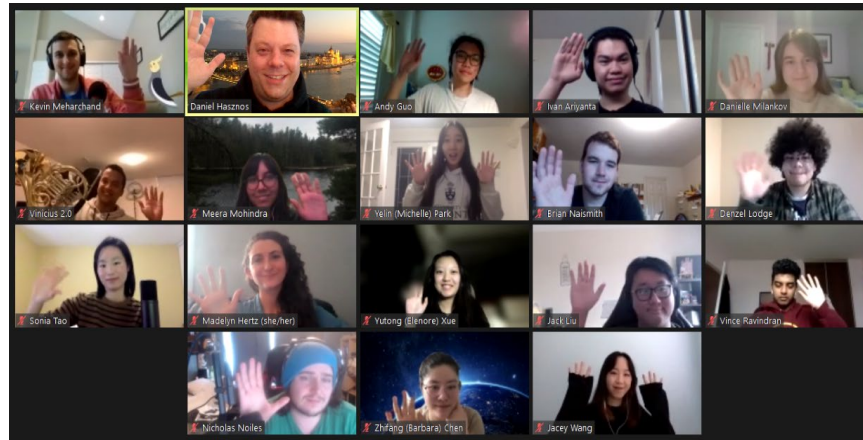 Kevin Meharchand
Daniel Hasznos
Andy Guo
Ivan Ariyanta
Danielle Milankov
Vinicius 2.0
Meera Mohindra
Yelin (Michelle) Park
Brian Naismith
Denzel Lodge
Sonia Tao
Madelyn Hertz (she/her)
Yutong (Elenore) Xue
Jack Liu
Vince Ravindran
Nicholas Noiles
Zhifang (Barbara) Chen
Jacey Wang